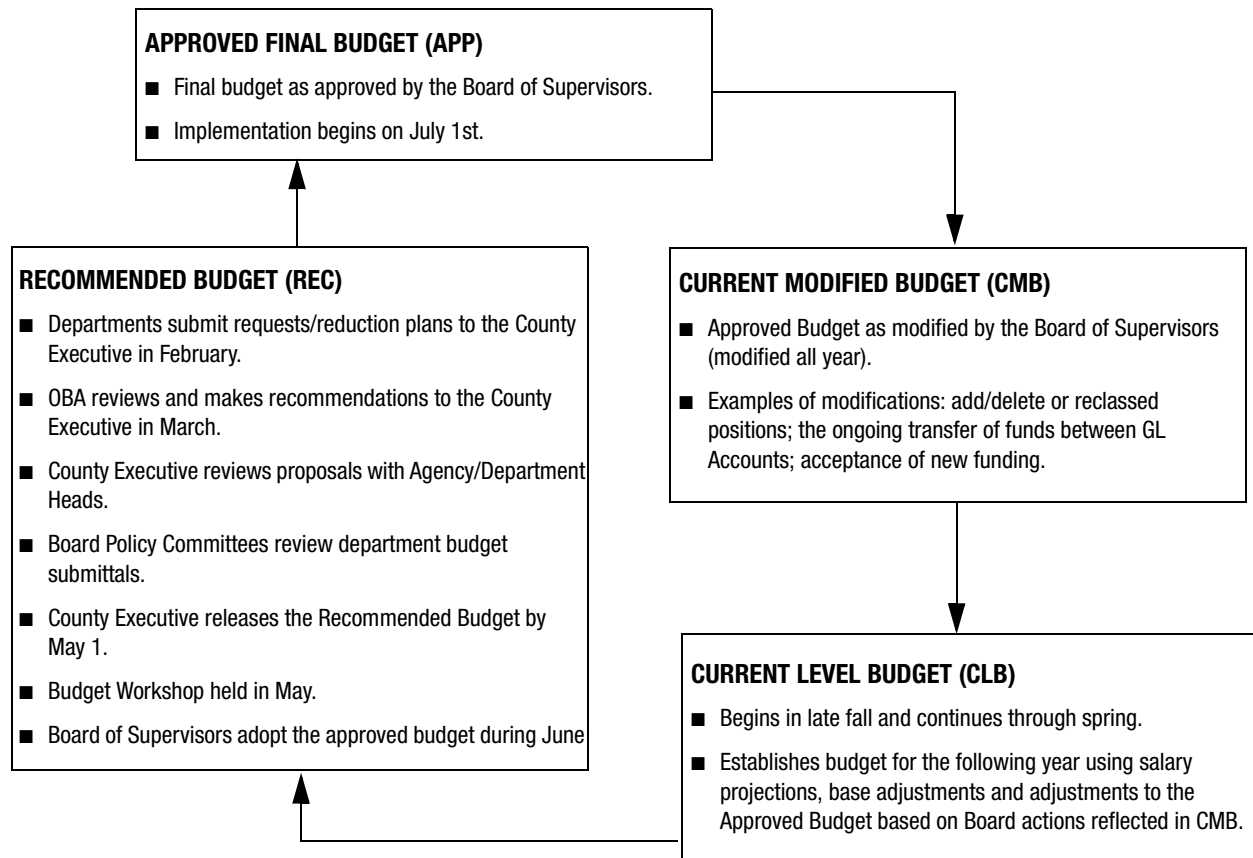 APPROVED FINAL BUDGET (APP)
■ Final budget as approved by the Board of Supervisors.
■ Implementation begins on July 1st.
RECOMMENDED BUDGET (REC)
■ Departments submit requests/reduction plans to the County
Executive in February.
■ OBA reviews and makes recommendations to the County
Executive in March.
■ County Executive reviews proposals with Agency/Department
Heads.
■ Board Policy Committees review department budget
submittals.
■ County Executive releases the Recommended Budget by
May 1.
■ Budget Workshop held in May.
■ Board of Supervisors adopt the approved budget during June
CURRENT MODIFIED BUDGET (CMB)
■ Approved Budget as modified by the Board of Supervisors
(modified all year).
■ Examples of modifications: add/delete or reclassed
positions; the ongoing transfer of funds between GL
Accounts; acceptance of new funding.
CURRENT LEVEL BUDGET (CLB)
■ Begins in late fall and continues through spring.
■ Establishes budget for the following year using salary
projections, base adjustments and adjustments to the
Approved Budget based on Board actions reflected in CMB.